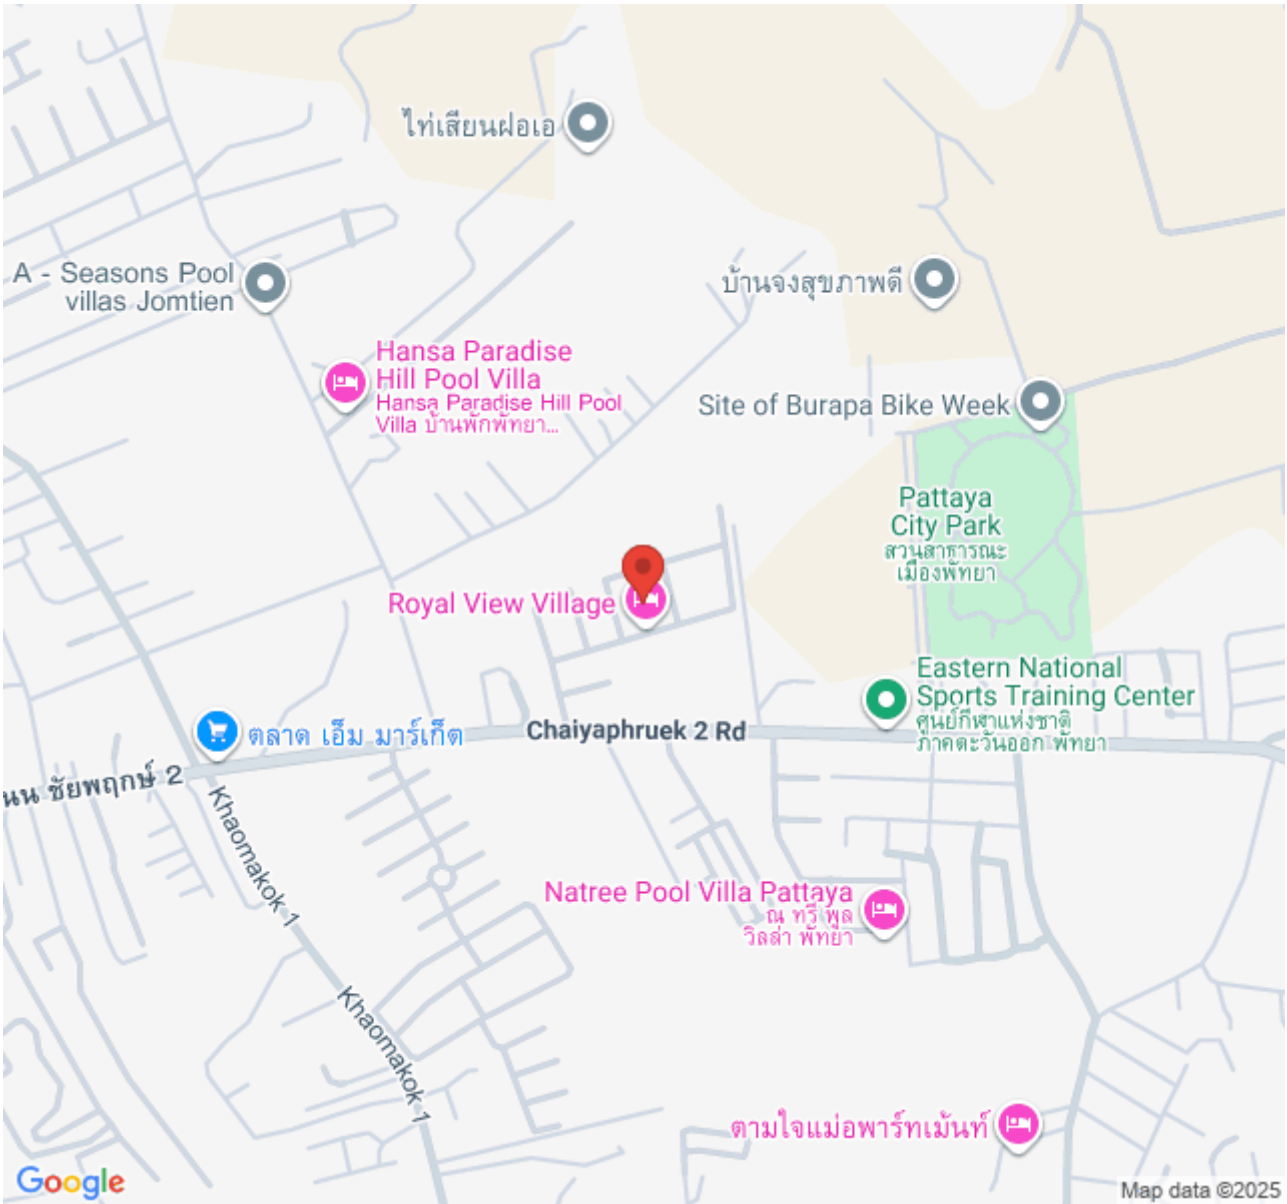 ไท่เสียนฝอเอ
A - Seasons Pool
villas Jomtien
บ้านจงสุขภาพดี
Hansa Paradise
Hill Pool Villa
Hansa Paradise Hill Pool
Villa บ้านพักพัทยา...
Site of Burapa Bike Week
Pattaya
City Park
สวนสาธารณะ
เมืองพัทยา
Royal View Village
Eastern National
Sports Training Center
ศูนย์กีฬาแห่งชาติ
ภาคตะวันออก พัทยา
ตลาด เอ็ม มาร์เก็ต
Chaiyaphruek 2 Rd
นน ชัยพฤกษ์ 2
Khaomakok 1
Natree Pool Villa Pattaya
ณ ทรี พูล
วิลล่า พัทยา
Khaomakok 1
ตามใจแม่อพาร์ทเม้นท์
Google
Map data ©2025